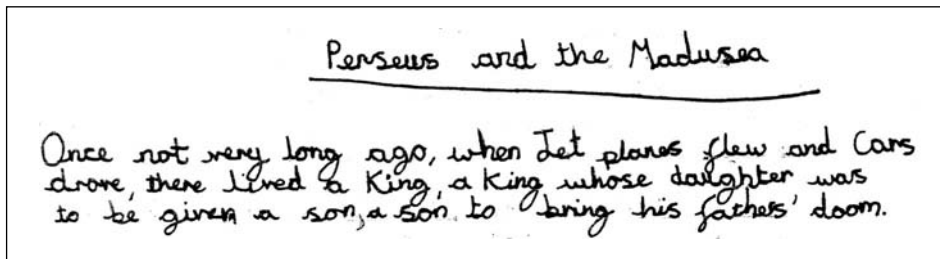 Perseus and the Madusea
Once not very long ago, when Jet planes flew and Cars
drove, there lived a King, a King whose daughter was
to be given a son, a son to bring his fathers' doom.